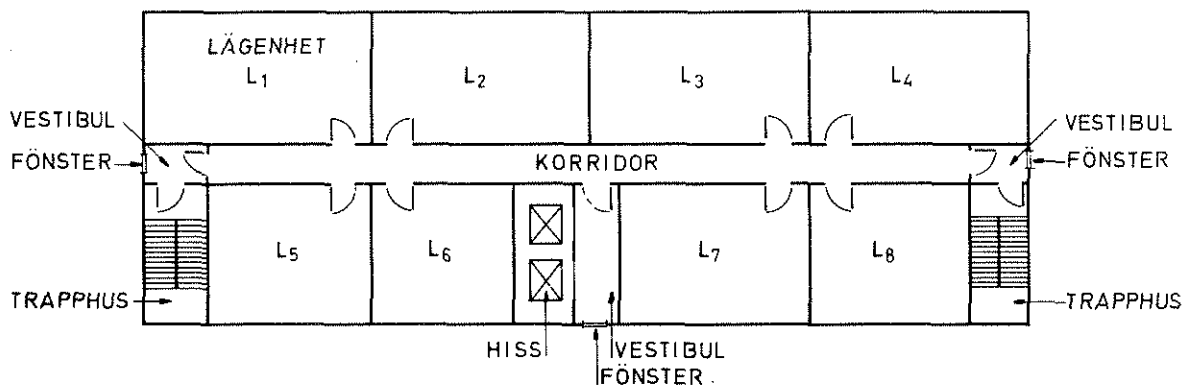 LÄGENHET
L1
L2
L3
L4
VESTIBUL
FÖNSTER
KORRIDOR
VESTIBUL
FÖNSTER
L5
L6
L7
L8
TRAPPHUS
TRAPPHUS
HISS
VESTIBUL
FÖNSTER